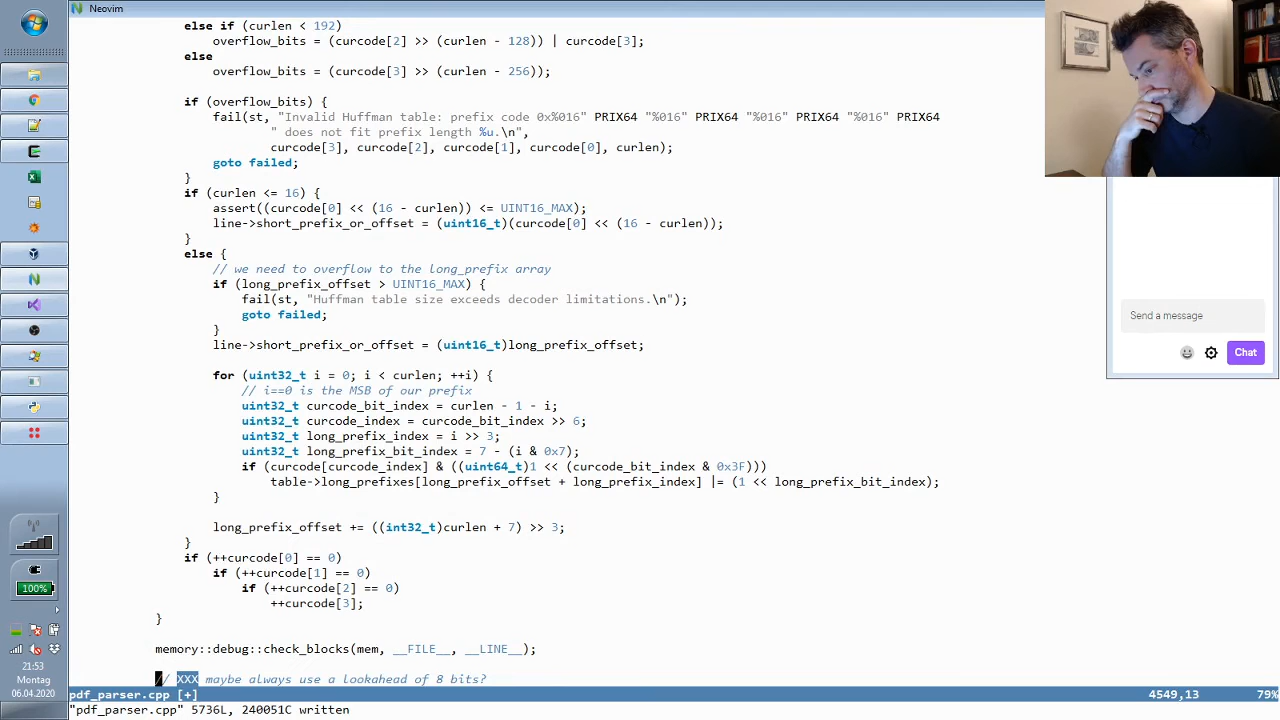 Neovim
else if (curlen < 192)
overflow_bits = (curcode[2] >> (curlen - 128)) | curcode[3];
else
overflow_bits = (curcode[3] >> (curlen - 256));
if (overflow_bits) {
fail(st, "Invalid Huffman table: prefix code 0x%016" PRIX64 "%016" PRIX64 "%016" PRIX64 "%016" PRIX64
" does not fit prefix length %u.\n",
curcode[3], curcode[2], curcode[1], curcode[0], curlen);
goto failed;
}
if (curlen <= 16) {
assert((curcode[0] << (16 - curlen)) <= UINT16_MAX);
line->short_prefix_or_offset = (uint16_t)(curcode[0] << (16 - curlen));
}
else {
// we need to overflow to the long_prefix array
if (long_prefix_offset > UINT16_MAX) {
fail(st, "Huffman table size exceeds decoder limitations.\n");
goto failed;
}
line->short_prefix_or_offset = (uint16_t)long_prefix_offset;
for (uint32_t i = 0; i < curlen; ++i) {
// i==0 is the MSB of our prefix
uint32_t curcode_bit_index = curlen - 1 - i;
uint32_t curcode_index = curcode_bit_index >> 6;
uint32_t long_prefix_index = i >> 3;
uint32_t long_prefix_bit_index = 7 - (i & 0x7);
if (curcode[curcode_index] & ((uint64_t)1 << (curcode_bit_index & 0x3F)))
table->long_prefixes[long_prefix_offset + long_prefix_index] |= (1 << long_prefix_bit_index);
}
long_prefix_offset += ((int32_t)curlen + 7) >> 3;
}
if (++curcode[0] == 0)
if (++curcode[1] == 0)
if (++curcode[2] == 0)
++curcode[3];
}
memory::debug::check_blocks(mem, __FILE__, __LINE__);
// XXX maybe always use a lookahead of 8 bits?
pdf_parser.cpp [+] 4549,13 79%
"pdf_parser.cpp" 5736L, 240051C written
Send a message
Chat
100%
21:53
Montag
06.04.2020